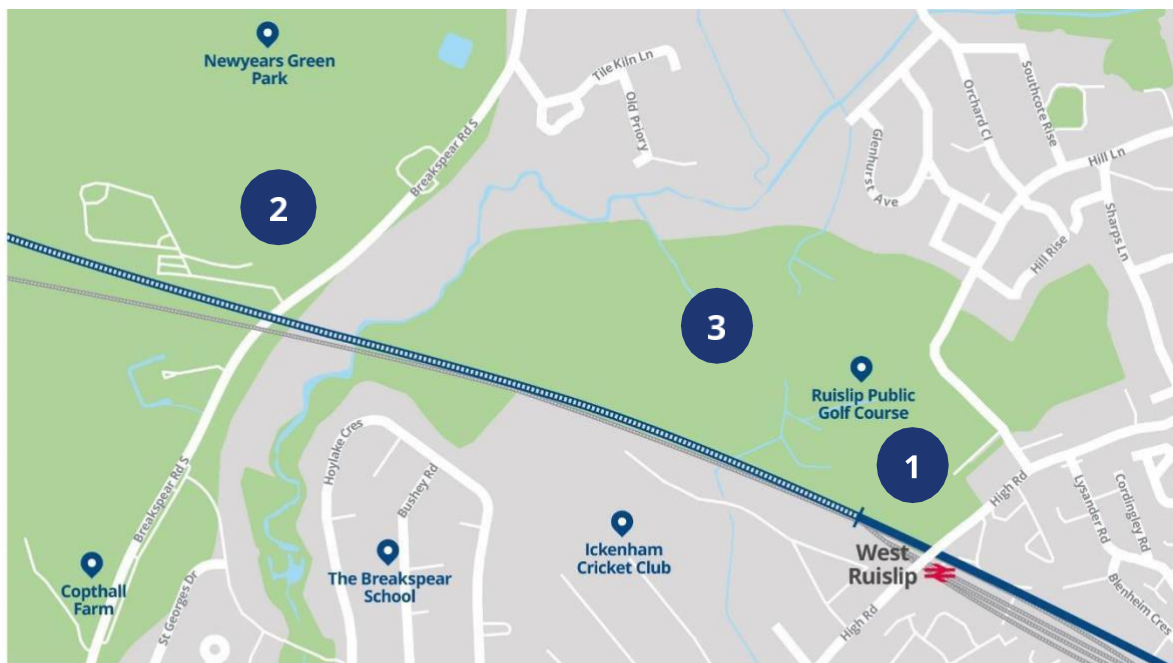 Newyears Green
Park
Tile Kiln Ln
Old Priory
Southcote Rise
Orchard Cl
Glenhurst Ave
Hill Ln
Breakspear Rd S
2
Sharps Ln
Hill Rise
3
Ruislip Public
Golf Course
1
Hoylake Cres
Bushey Rd
High Rd
Lysander Rd
Cordingley Rd
Breakspear Rd S
Ickenham
Cricket Club
The Breakspear
School
West
Ruislip
Copthall
Farm
St Georges Dr
High Rd
Blenheim Cres